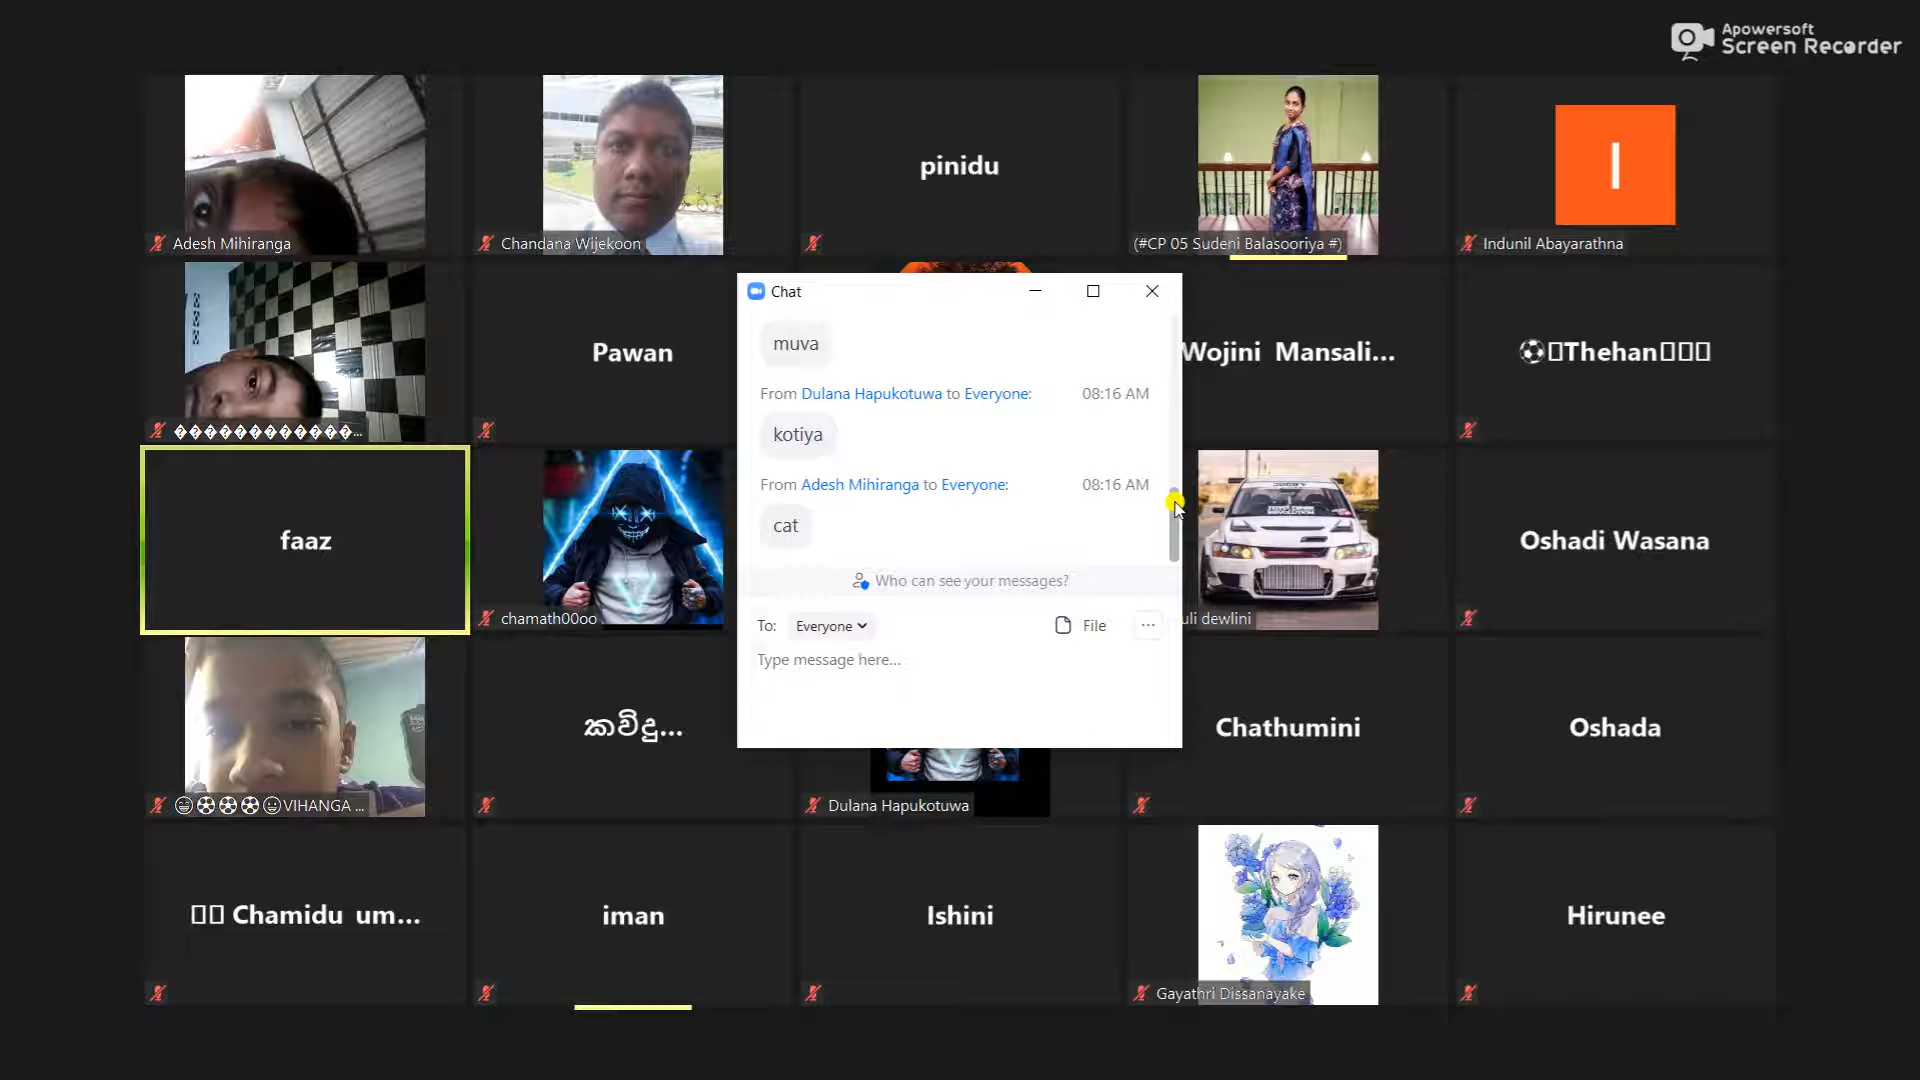 Apowersoft
Screen Recorder
pinidu
Adesh Mihiranga
Chandana Wijekoon
(#CP 05 Sudeni Balasooriya #)
I
Indunil Abayarathna
Chat
muva
From Dulana Hapukotuwa to Everyone:
08:16 AM
kotiya
From Adesh Mihiranga to Everyone:
08:16 AM
cat
Who can see your messages?
To: Everyone
File
...
Type message here...
Pawan
Wojini Mansali...
Thehan
faaz
chamath00oo
uli dewlini
Oshadi Wasana
VIHANGA ...
කවිදු...
Dulana Hapukotuwa
Chathumini
Oshada
Chamidu um...
iman
Ishini
Gayathri Dissanayake
Hirunee